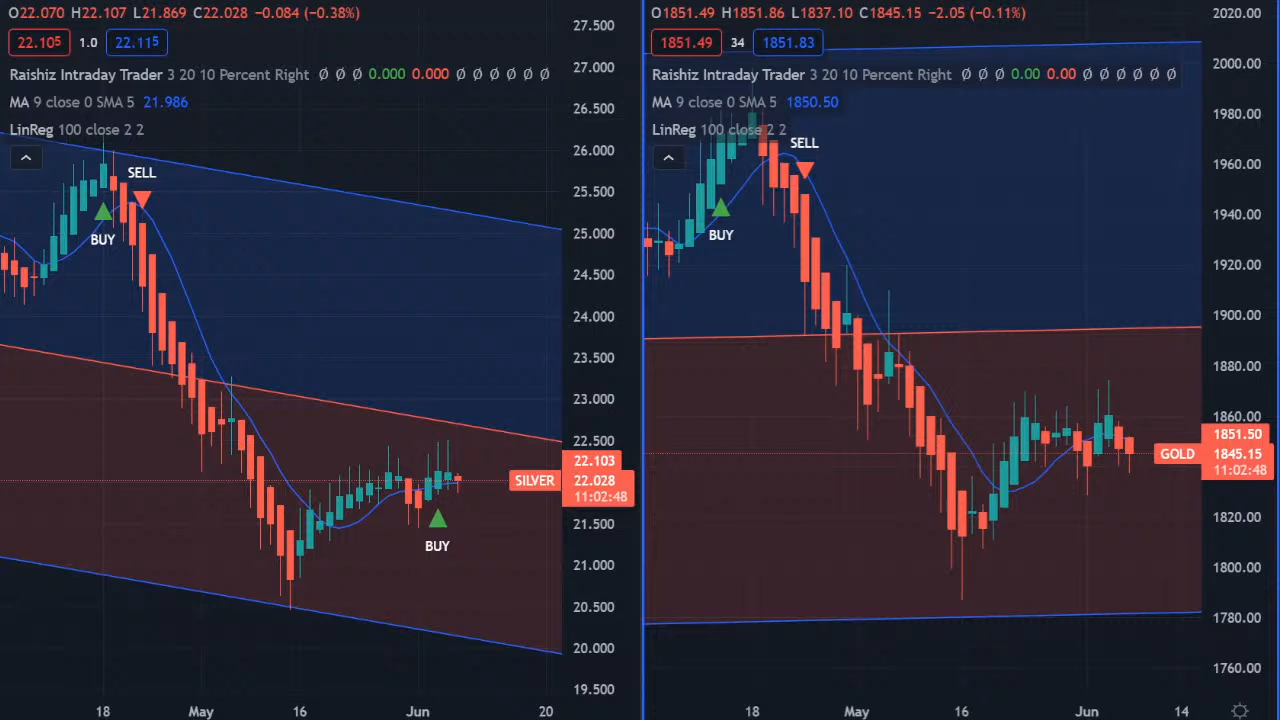 O22.070 H22.107 L21.869 C22.028 −0.084 (−0.38%)
22.105 1.0 22.115
Raishiz Intraday Trader 3 20 10 Percent Right Ø Ø Ø 0.000 0.000 Ø Ø Ø Ø Ø Ø
MA 9 close 0 SMA 5 21.986
LinReg 100 close 2 2
SELL
BUY
BUY
27.500
27.000
26.500
26.000
25.500
25.000
24.500
24.000
23.500
23.000
22.500
22.103
SILVER 22.028
11:02:48
21.500
21.000
20.500
20.000
19.500
18 May 16 Jun 20
O1851.49 H1851.86 L1837.10 C1845.15 −2.05 (−0.11%)
1851.49 34 1851.83
Raishiz Intraday Trader 3 20 10 Percent Right Ø Ø Ø 0.00 0.00 Ø Ø Ø Ø Ø Ø
MA 9 close 0 SMA 5 1850.50
LinReg 100 close 2 2
SELL
BUY
2020.00
2000.00
1980.00
1960.00
1940.00
1920.00
1900.00
1880.00
1860.00
1851.50
GOLD 1845.15
11:02:48
1820.00
1800.00
1780.00
1760.00
18 May 16 Jun 14